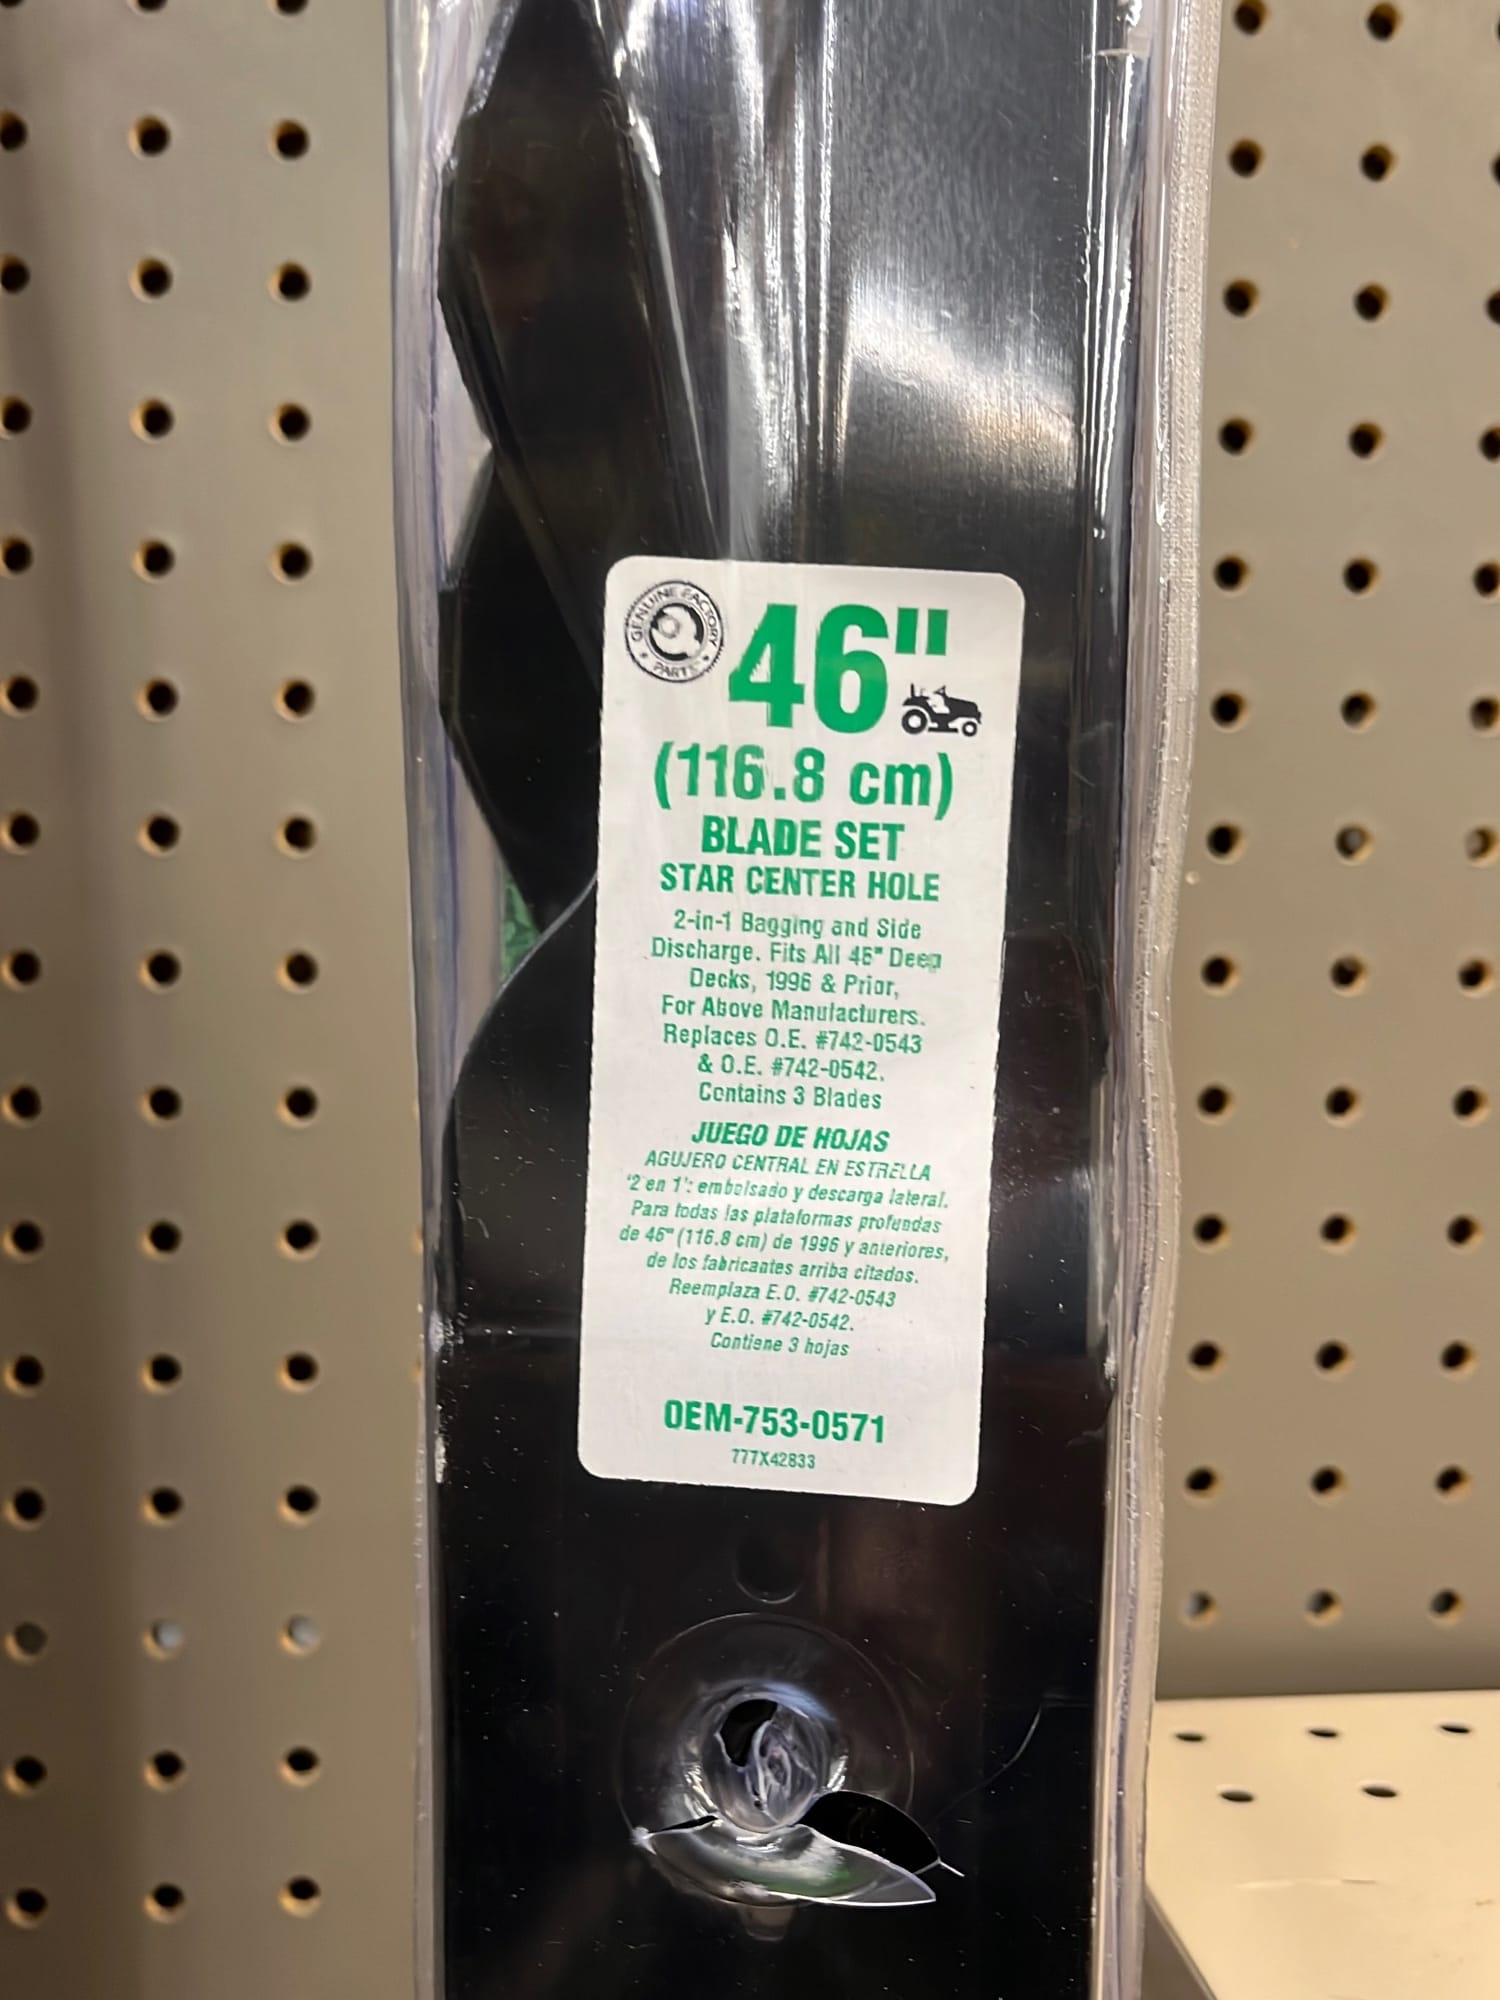 GENUINE FACTORY PARTS
46"
(116.8 cm)
BLADE SET
STAR CENTER HOLE
2-in-1 Bagging and Side
Discharge. Fits All 46" Deep
Decks, 1996 & Prior,
For Above Manufacturers.
Replaces O.E. #742-0543
& O.E. #742-0542.
Contains 3 Blades
JUEGO DE HOJAS
AGUJERO CENTRAL EN ESTRELLA
'2 en 1': embolsado y descarga lateral.
Para todas las plataformas profundas
de 46" (116.8 cm) de 1996 y anteriores,
de los fabricantes arriba citados.
Reemplaza E.O. #742-0543
y E.O. #742-0542.
Contiene 3 hojas
OEM-753-0571
777X42833